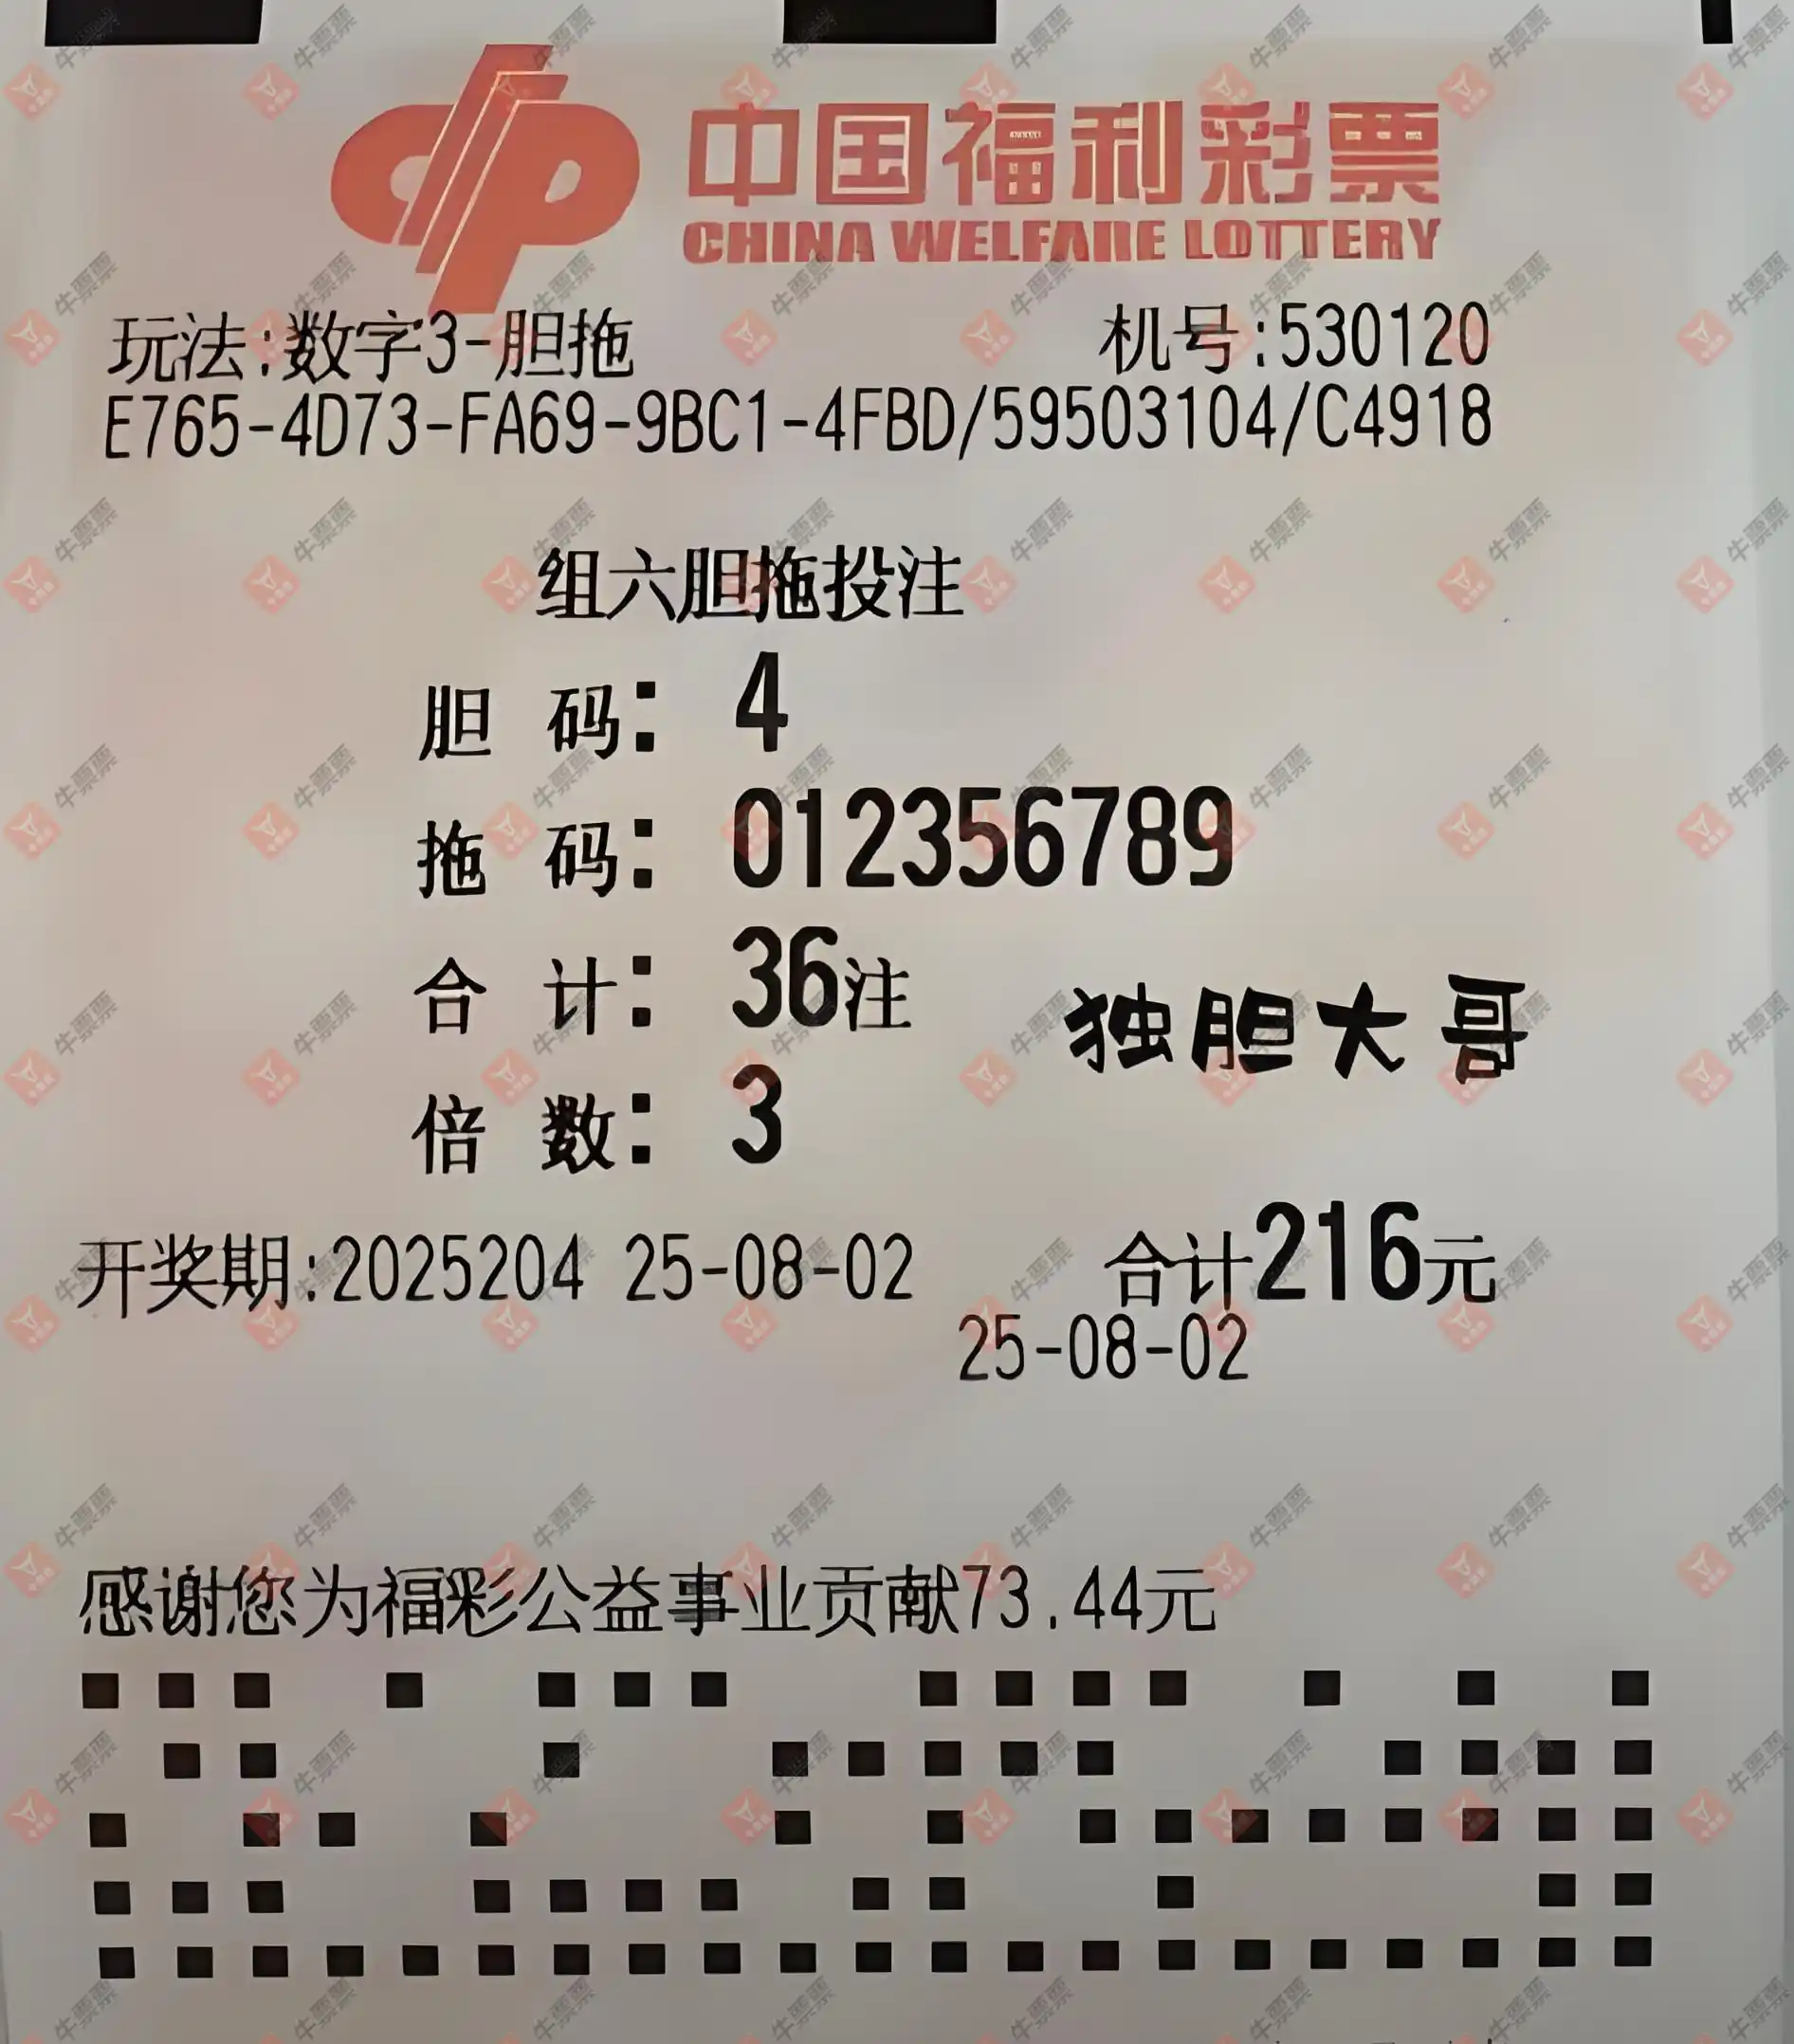 中国福利彩票
CHINA WELFARE LOTTERY
玩法:数字3-胆拖 机号:530120
E765-4D73-FA69-9BC1-4FBD/59503104/C4918
组六胆拖投注
胆 码: 4
拖 码: 012356789
合 计: 36注
独胆大哥
倍 数: 3
开奖期:2025204 25-08-02 合计216元
25-08-02
感谢您为福彩公益事业贡献73.44元
牛票票